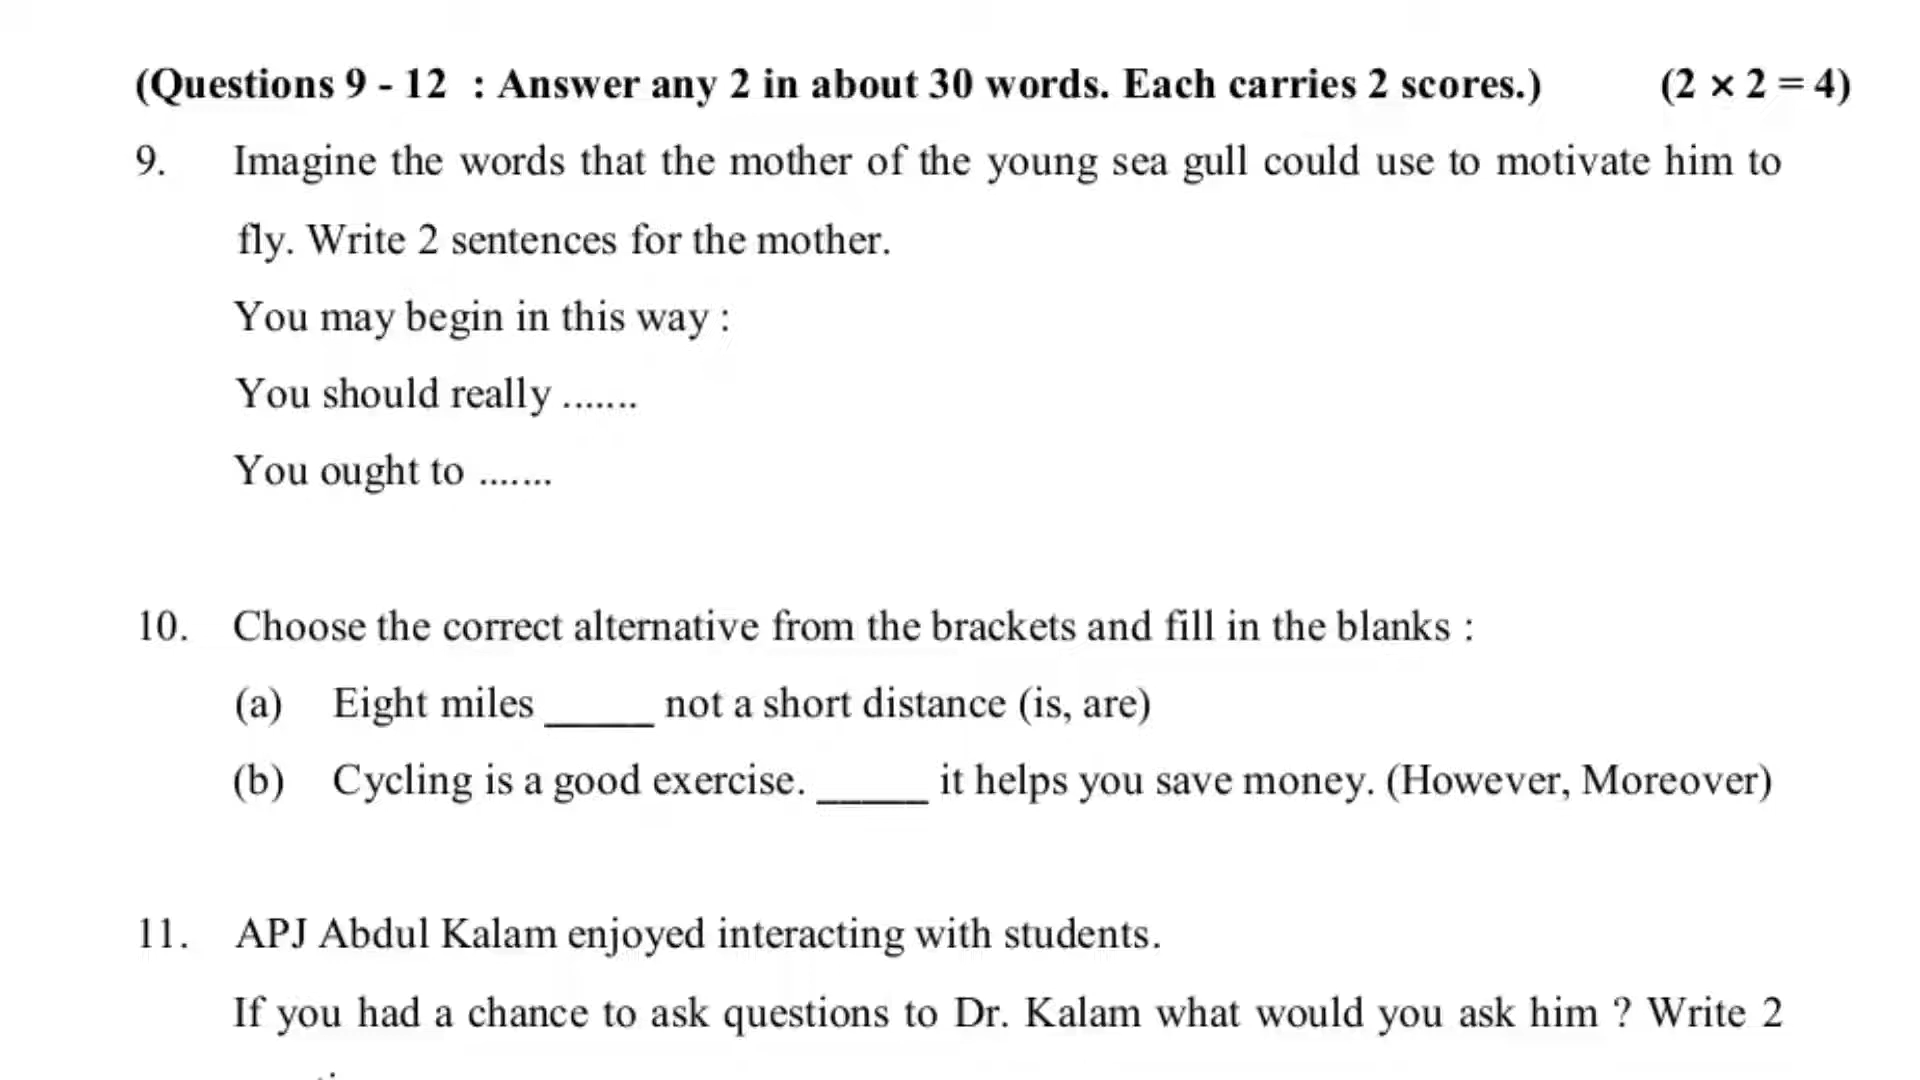 (Questions 9 - 12 : Answer any 2 in about 30 words. Each carries 2 scores.) (2 × 2 = 4)
9. Imagine the words that the mother of the young sea gull could use to motivate him to
fly. Write 2 sentences for the mother.
You may begin in this way :
You should really .......
You ought to .......
10. Choose the correct alternative from the brackets and fill in the blanks :
(a) Eight miles _____ not a short distance (is, are)
(b) Cycling is a good exercise. _____ it helps you save money. (However, Moreover)
11. APJ Abdul Kalam enjoyed interacting with students.
If you had a chance to ask questions to Dr. Kalam what would you ask him ? Write 2